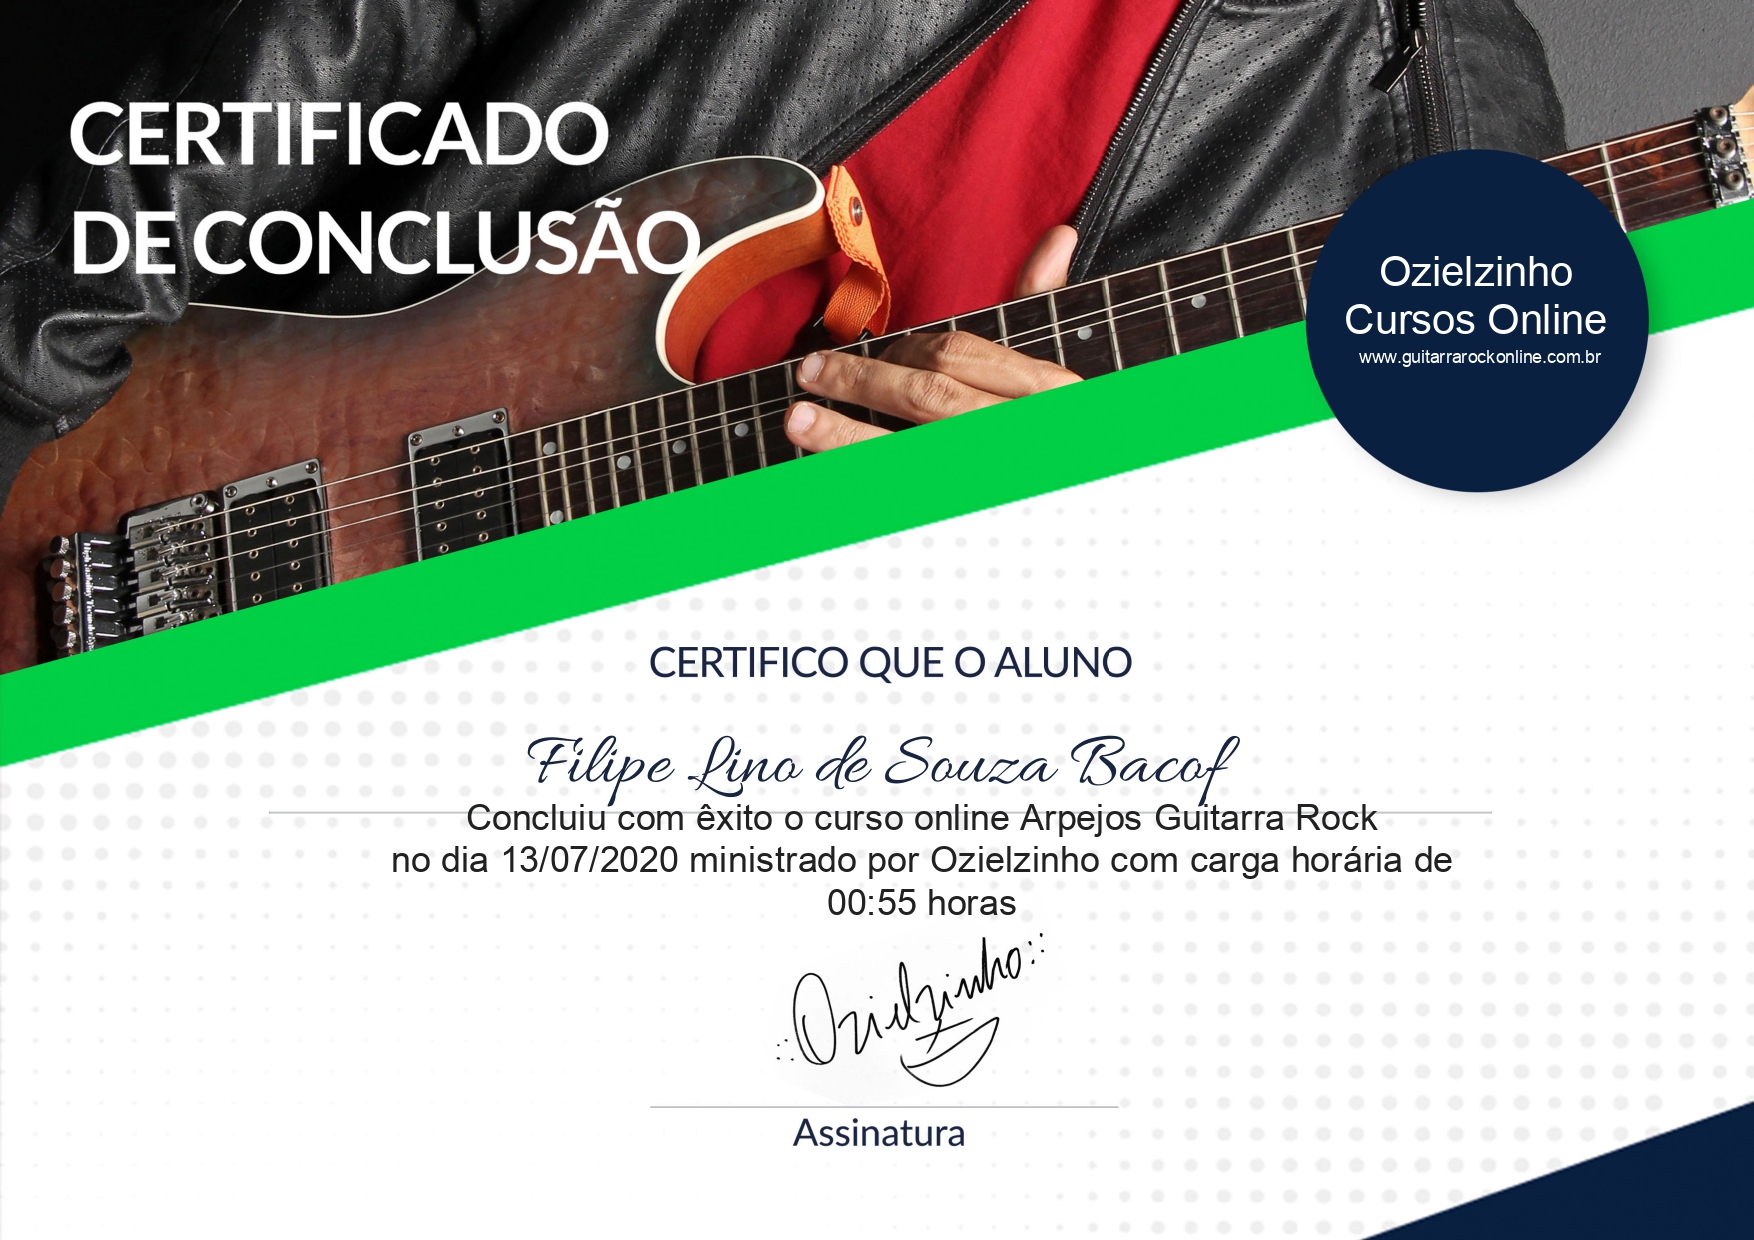 CERTIFICADO
DE CONCLUSÃO
Ozielzinho
Cursos Online
www.guitarrarockonline.com.br
CERTIFICO QUE O ALUNO
Filipe Lino de Souza Bacof
Concluiu com êxito o curso online Arpejos Guitarra Rock
no dia 13/07/2020 ministrado por Ozielzinho com carga horária de
00:55 horas
Ozielzinho
Assinatura